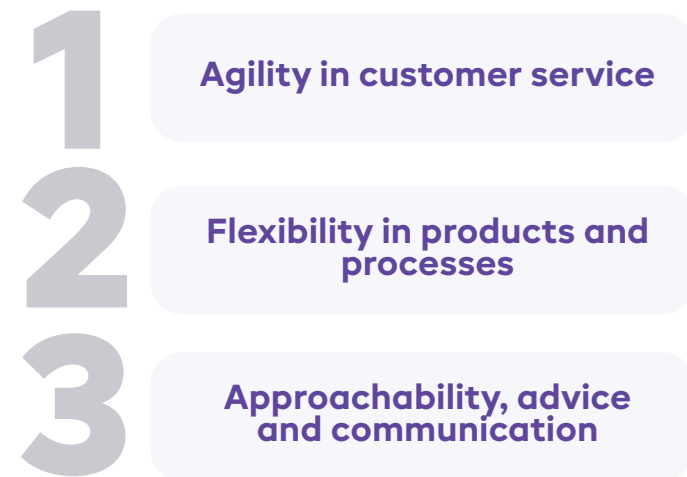 1
Agility in customer service
2
Flexibility in products and
processes
3
Approachability, advice
and communication